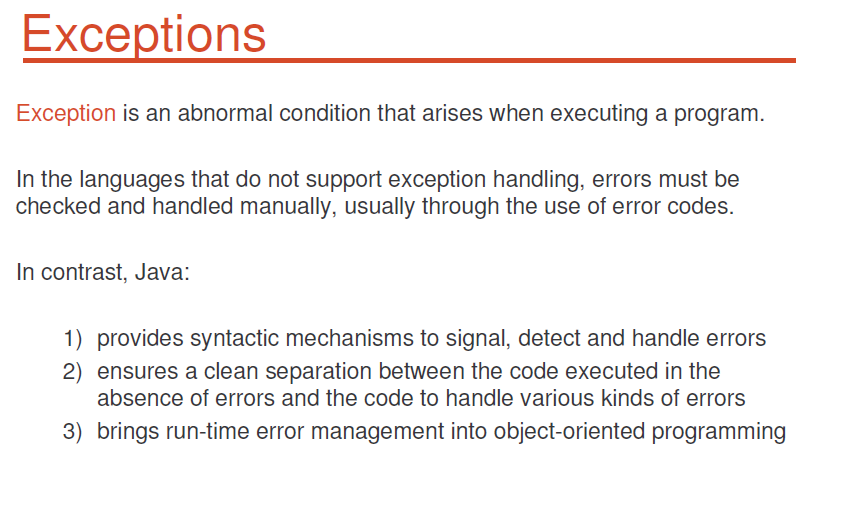 Exceptions
Exception is an abnormal condition that arises when executing a program.
In the languages that do not support exception handling, errors must be
checked and handled manually, usually through the use of error codes.
In contrast, Java:
1) provides syntactic mechanisms to signal, detect and handle errors
2) ensures a clean separation between the code executed in the
absence of errors and the code to handle various kinds of errors
3) brings run-time error management into object-oriented programming